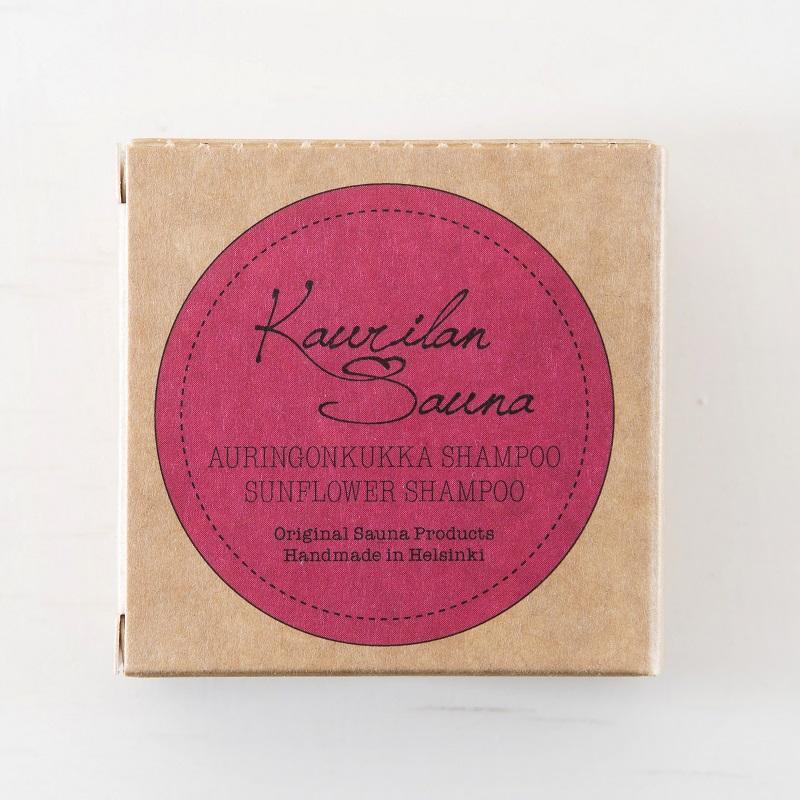 Kaurilan
Sauna
AURINGONKUKKA SHAMPOO
SUNFLOWER SHAMPOO
Original Sauna Products
Handmade in Helsinki